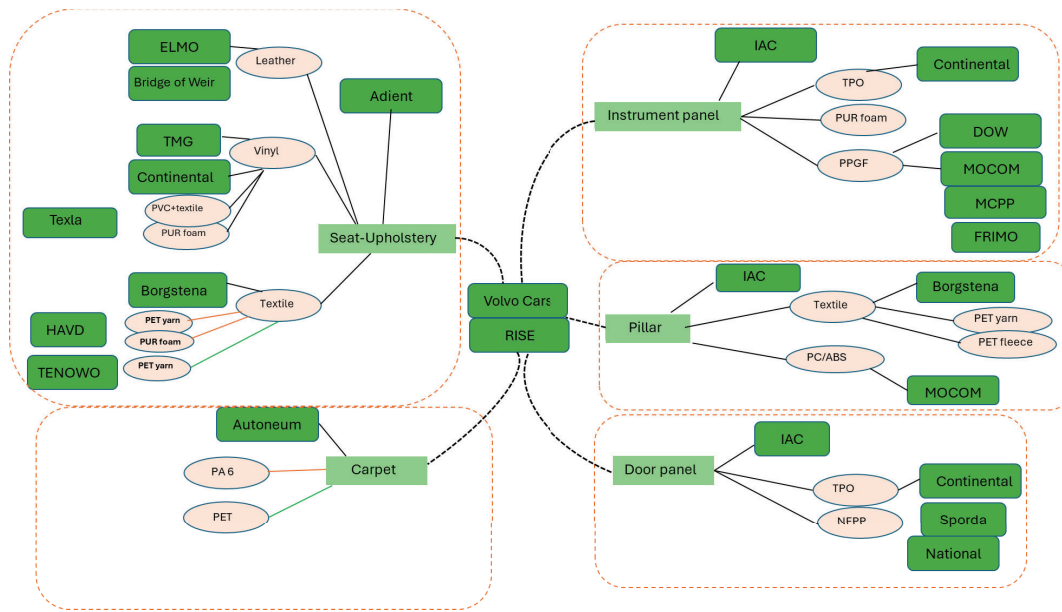 ELMO
Leather
Bridge of Weir
Adient
TMG
Vinyl
Continental
PVC+textile
PUR foam
Texla
Seat-Upholstery
Borgstena
Textile
PET yarn
PUR foam
HAVD
PET yarn
TENOWO
Autoneum
PA 6
Carpet
PET
Volvo Cars
RISE
IAC
Continental
TPO
Instrument panel
PUR foam
DOW
PPGF
MOCOM
MCPP
FRIMO
IAC
Borgstena
Textile
PET yarn
Pillar
PET fleece
PC/ABS
MOCOM
IAC
Door panel
TPO
Continental
NFPP
Sporda
National